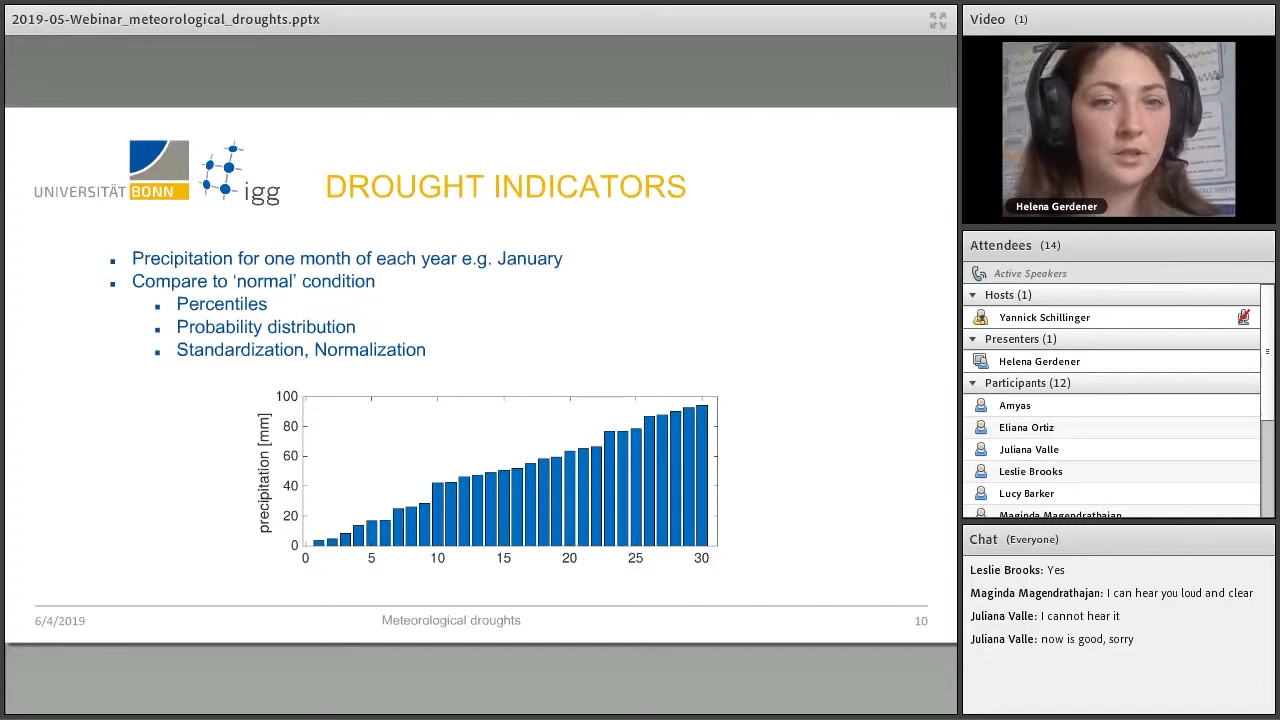 2019-05-Webinar_meteorological_droughts.pptx
UNIVERSITÄT BONN
igg
DROUGHT INDICATORS
Precipitation for one month of each year e.g. January
Compare to ‘normal’ condition
Percentiles
Probability distribution
Standardization, Normalization
precipitation [mm]
100
80
60
40
20
0
0 5 10 15 20 25 30
6/4/2019 Meteorological droughts 10
Video (1)
Helena Gerdener
Attendees (14)
Active Speakers
Hosts (1)
Yannick Schillinger
Presenters (1)
Helena Gerdener
Participants (12)
Amyas
Eliana Ortiz
Juliana Valle
Leslie Brooks
Lucy Barker
Maginda Magendrathajan
Chat (Everyone)
Leslie Brooks: Yes
Maginda Magendrathajan: I can hear you loud and clear
Juliana Valle: I cannot hear it
Juliana Valle: now is good, sorry